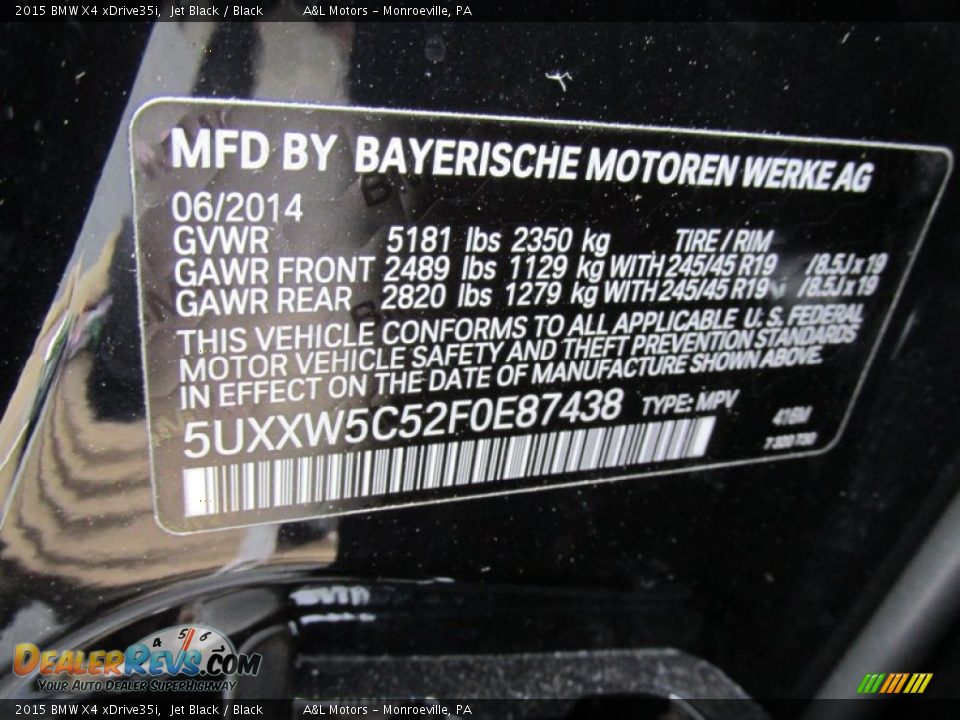 2015 BMW X4 xDrive35i, Jet Black / Black A&L Motors - Monroeville, PA
MFD BY BAYERISCHE MOTOREN WERKE AG
06/2014
GVWR 5181 lbs 2350 kg TIRE / RIM
GAWR FRONT 2489 lbs 1129 kg WITH 245/45 R19 /8.5J x 19
GAWR REAR 2820 lbs 1279 kg WITH 245/45 R19 /8.5J x 19
THIS VEHICLE CONFORMS TO ALL APPLICABLE U. S. FEDERAL
MOTOR VEHICLE SAFETY AND THEFT PREVENTION STANDARDS
IN EFFECT ON THE DATE OF MANUFACTURE SHOWN ABOVE.
5UXXW5C52F0E87438 TYPE: MPV
416M
4 5 6
DEALERREVS.COM
YOUR AUTO DEALER SUPERHIGHWAY
2015 BMW X4 xDrive35i, Jet Black / Black A&L Motors - Monroeville, PA